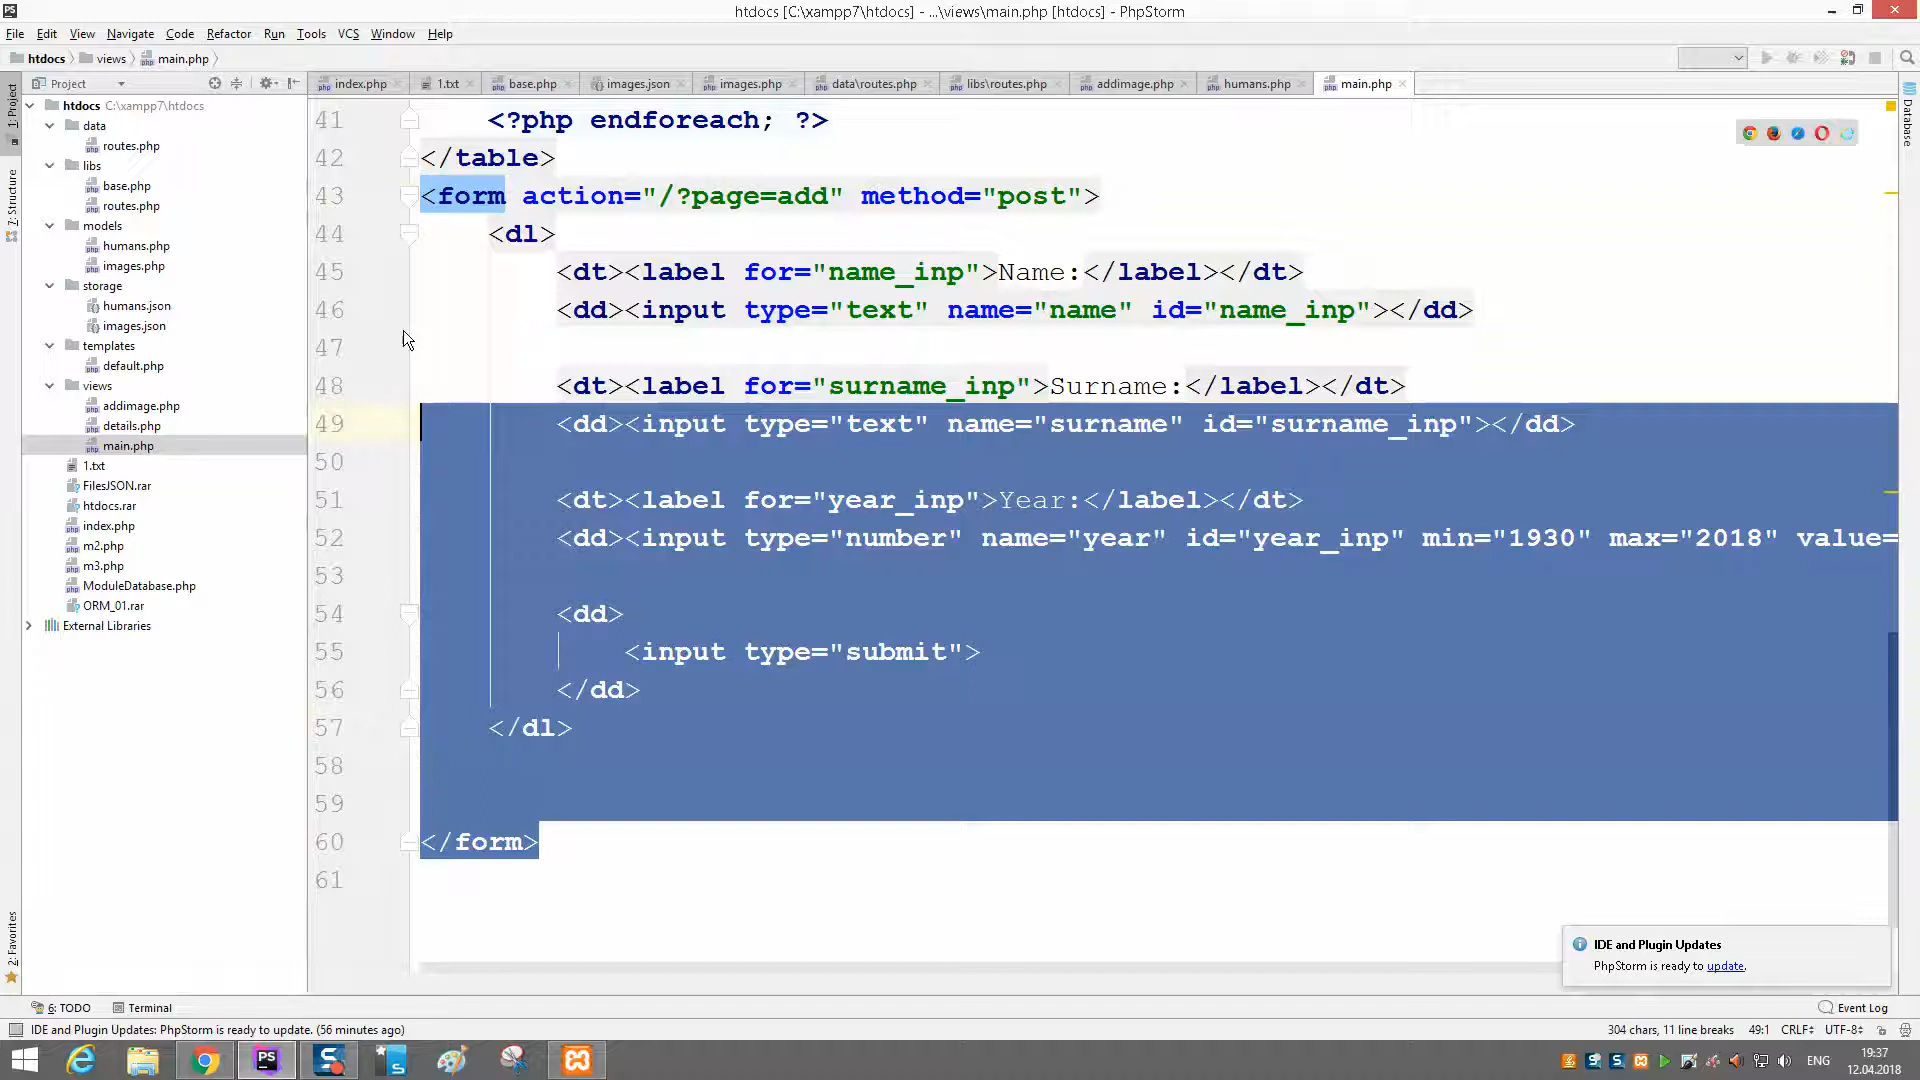 htdocs [C:\xampp7\htdocs] - ...\views\main.php [htdocs] - PhpStorm
File Edit View Navigate Code Refactor Run Tools VCS Window Help
htdocs views main.php
Project
index.php 1.txt base.php images.json images.php data\routes.php libs\routes.php addimage.php humans.php main.php
1: Project
7: Structure
2: Favorites
Database
htdocs C:\xampp7\htdocs
data
routes.php
libs
base.php
routes.php
models
humans.php
images.php
storage
humans.json
images.json
templates
default.php
views
addimage.php
details.php
main.php
1.txt
FilesJSON.rar
htdocs.rar
index.php
m2.php
m3.php
ModuleDatabase.php
ORM_01.rar
External Libraries
41 <?php endforeach; ?>
42 </table>
43 <form action="/?page=add" method="post">
44 <dl>
45 <dt><label for="name_inp">Name:</label></dt>
46 <dd><input type="text" name="name" id="name_inp"></dd>
47
48 <dt><label for="surname_inp">Surname:</label></dt>
49 <dd><input type="text" name="surname" id="surname_inp"></dd>
50
51 <dt><label for="year_inp">Year:</label></dt>
52 <dd><input type="number" name="year" id="year_inp" min="1930" max="2018" value=
53
54 <dd>
55 <input type="submit">
56 </dd>
57 </dl>
58
59
60 </form>
61
IDE and Plugin Updates
PhpStorm is ready to update.
6: TODO Terminal Event Log
IDE and Plugin Updates: PhpStorm is ready to update. (56 minutes ago) 304 chars, 11 line breaks 49:1 CRLF UTF-8
ENG 19:37
12.04.2018